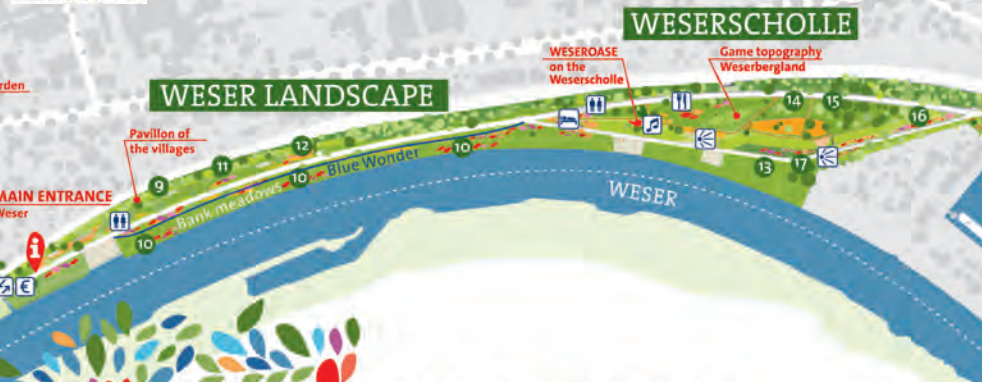 WESERSCHOLLE
WESEROASE
on the
Weserscholle
Game topography
Weserbergland
rden
WESER LANDSCAPE
14
15
16
Pavillon of
the villages
12
11
10
Blue Wonder
13
17
9
10
Bank meadows
WESER
MAIN ENTRANCE
Weser
10
i
€